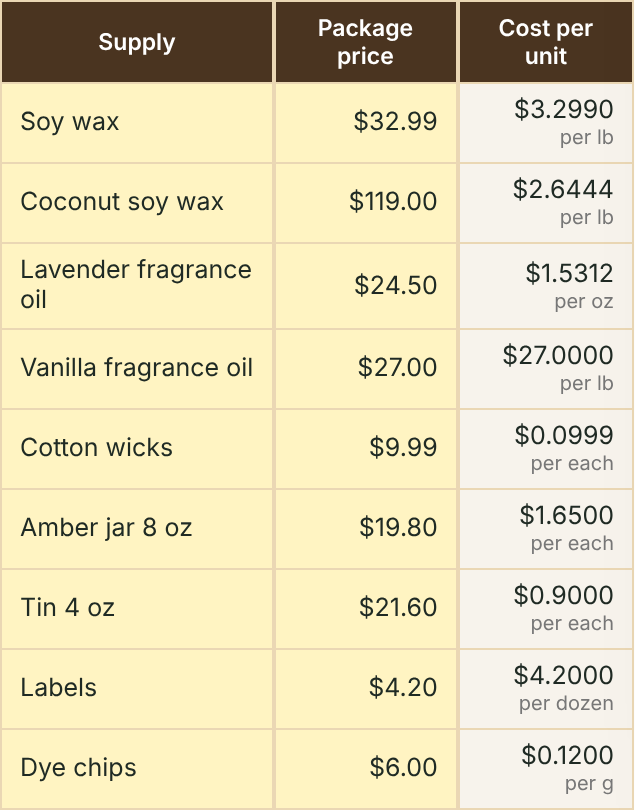 Supply Package price Cost per unit
Soy wax $32.99 $3.2990 per lb
Coconut soy wax $119.00 $2.6444 per lb
Lavender fragrance oil $24.50 $1.5312 per oz
Vanilla fragrance oil $27.00 $27.0000 per lb
Cotton wicks $9.99 $0.0999 per each
Amber jar 8 oz $19.80 $1.6500 per each
Tin 4 oz $21.60 $0.9000 per each
Labels $4.20 $4.2000 per dozen
Dye chips $6.00 $0.1200 per g